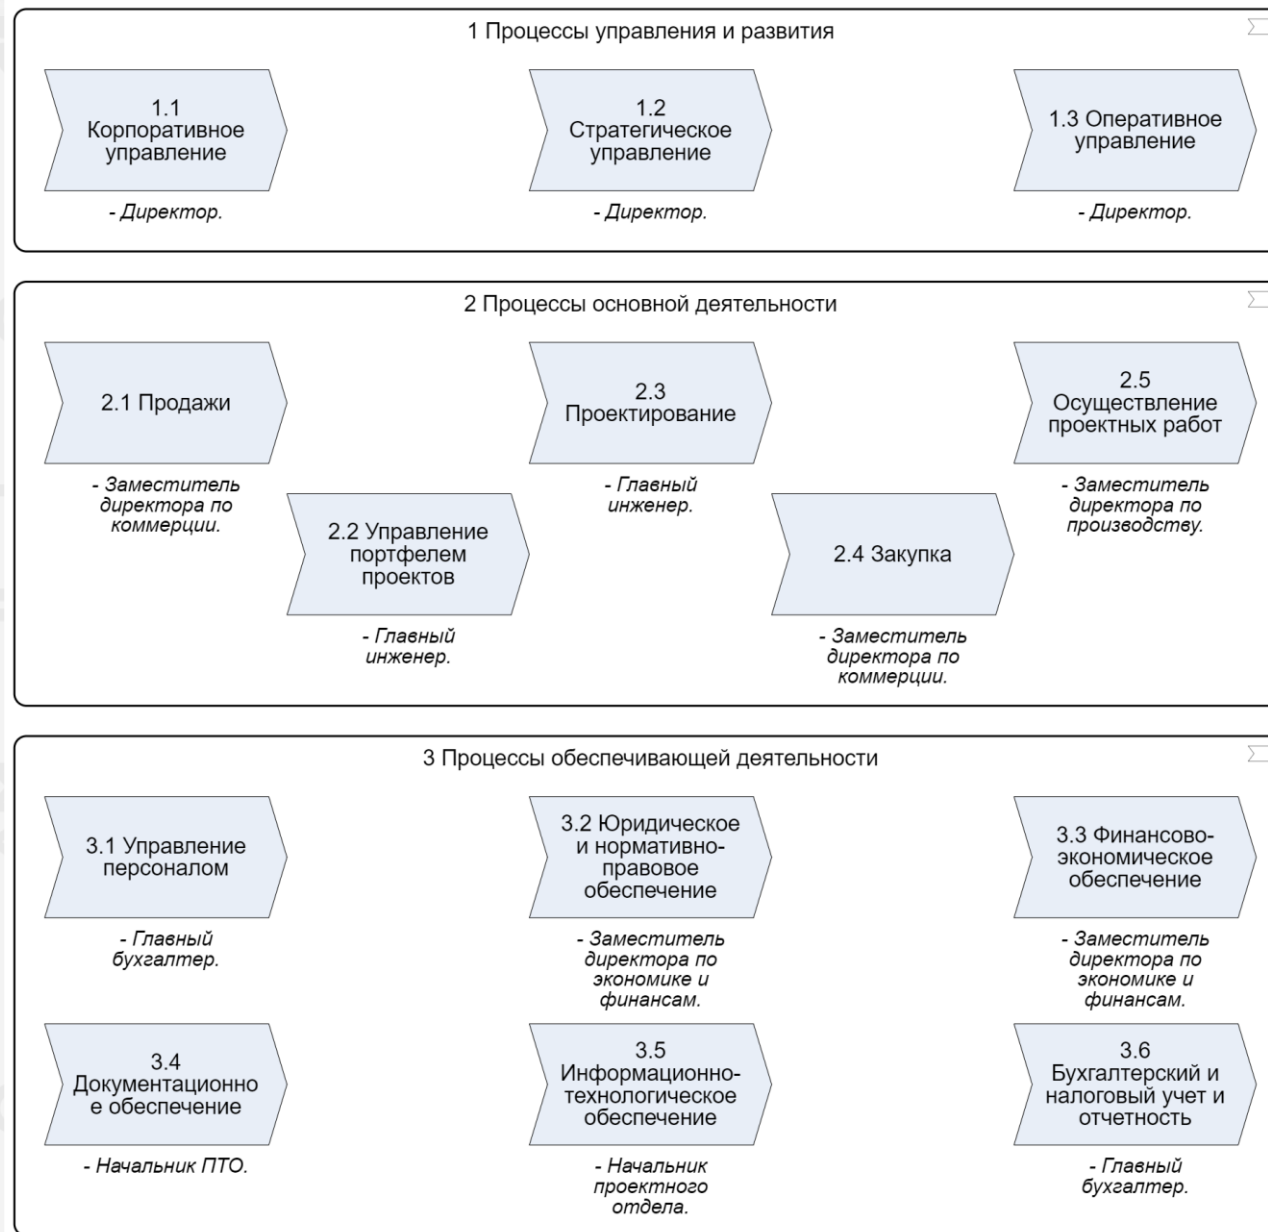 1 Процессы управления и развития
1.1
Корпоративное
управление
- Директор.
1.2
Стратегическое
управление
- Директор.
1.3 Оперативное
управление
- Директор.
2 Процессы основной деятельности
2.1 Продажи
- Заместитель
директора по
коммерции.
2.2 Управление
портфелем
проектов
- Главный
инженер.
2.3
Проектирование
- Главный
инженер.
2.4 Закупка
- Заместитель
директора по
коммерции.
2.5
Осуществление
проектных работ
- Заместитель
директора по
производству.
3 Процессы обеспечивающей деятельности
3.1 Управление
персоналом
- Главный
бухгалтер.
3.2 Юридическое
и нормативно-
правовое
обеспечение
- Заместитель
директора по
экономике и
финансам.
3.3 Финансово-
экономическое
обеспечение
- Заместитель
директора по
экономике и
финансам.
3.4
Документационно
е обеспечение
- Начальник ПТО.
3.5
Информационно-
технологическое
обеспечение
- Начальник
проектного
отдела.
3.6
Бухгалтерский и
налоговый учет и
отчетность
- Главный
бухгалтер.